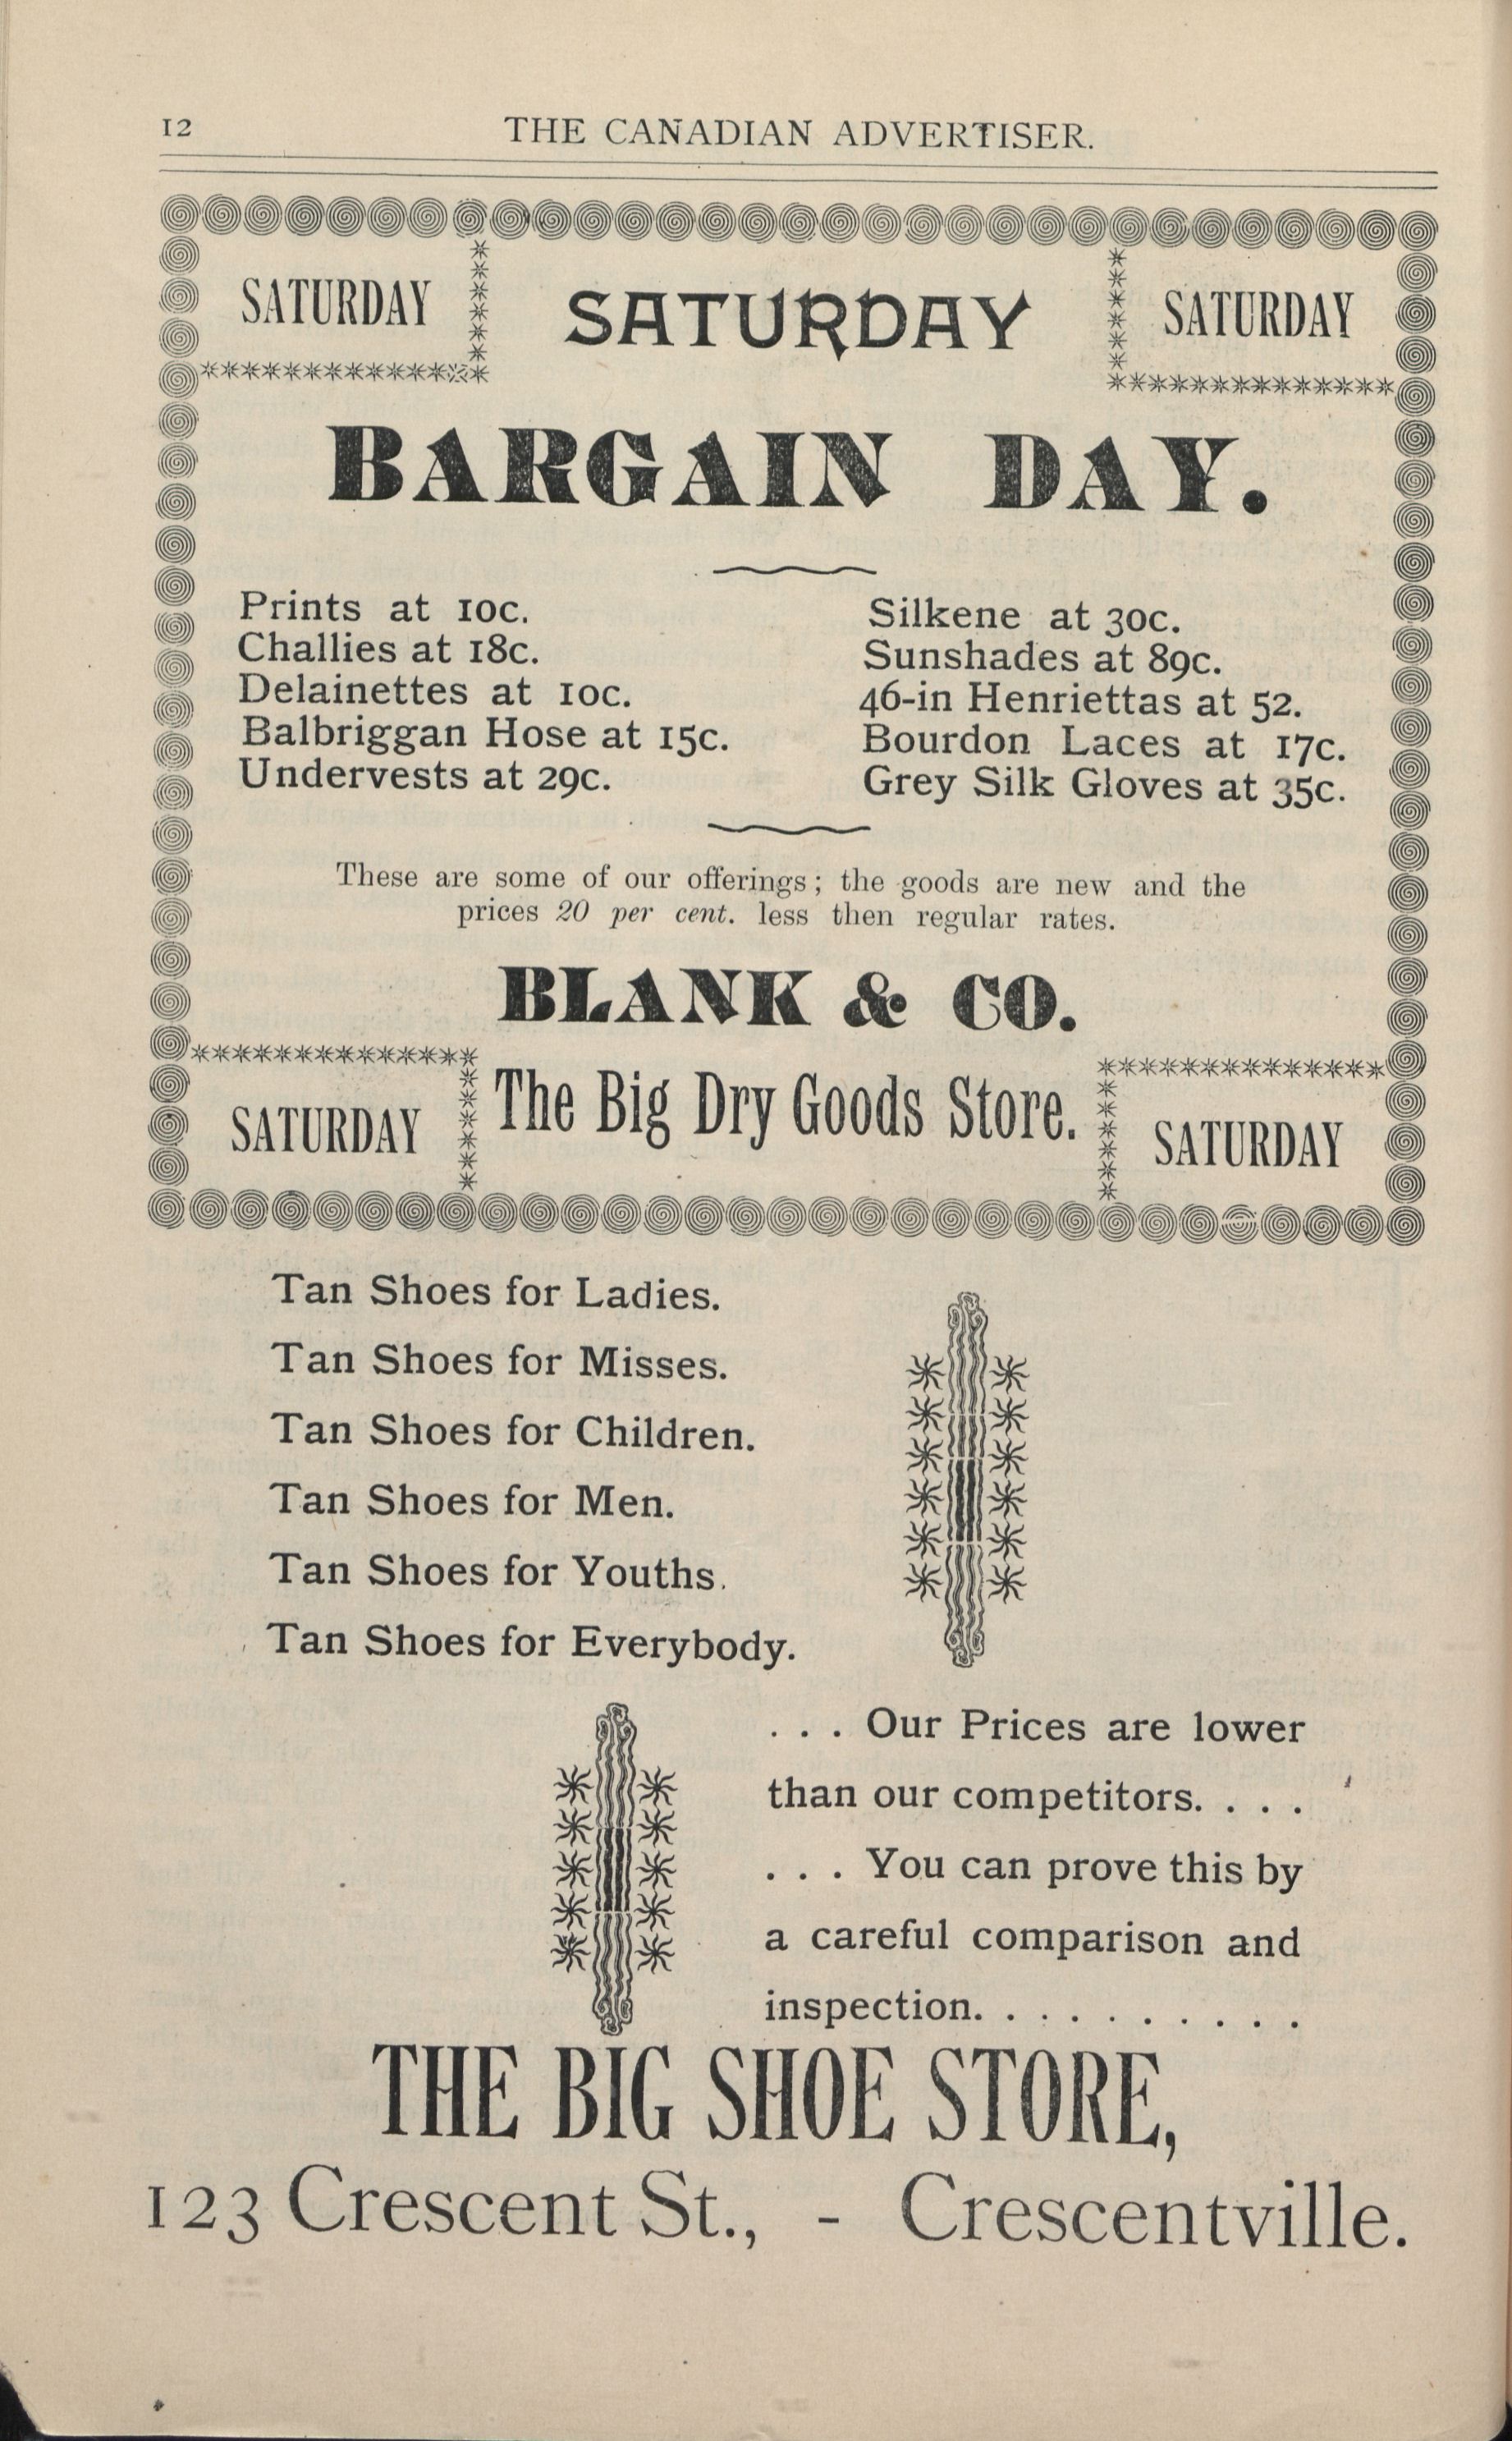 12
THE CANADIAN ADVERTISER.
SATURDAY
SATURDAY
SATURDAY
BARGAIN DAY.
Prints at 10c.
Challies at 18c.
Delainettes at 10c.
Balbriggan Hose at 15c.
Undervests at 29c.
Silkene at 30c.
Sunshades at 89c.
46-in Henriettas at 52.
Bourdon Laces at 17c.
Grey Silk Gloves at 35c.
These are some of our offerings; the goods are new and the
prices 20 per cent. less then regular rates.
BLANK & CO.
The Big Dry Goods Store.
SATURDAY
SATURDAY
Tan Shoes for Ladies.
Tan Shoes for Misses.
Tan Shoes for Children.
Tan Shoes for Men.
Tan Shoes for Youths.
Tan Shoes for Everybody.
. . . Our Prices are lower
than our competitors. . . .
. . . You can prove this by
a careful comparison and
inspection. . . . . . . . . .
THE BIG SHOE STORE,
123 Crescent St., - Crescentville.